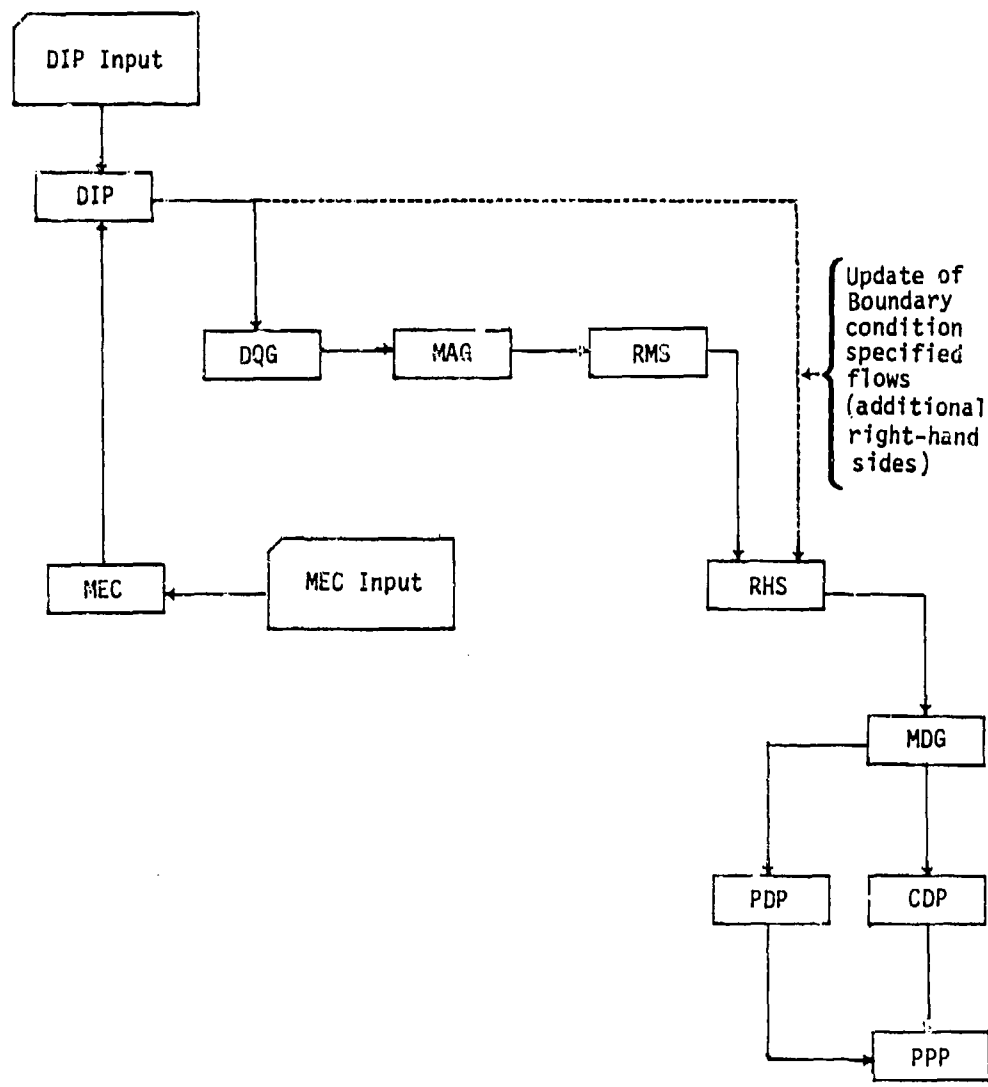 DIP Input
DIP
DQG
MAG
RMS
Update of
Boundary
condition
specified
flows
(additional
right-hand
sides)
MEC
MEC Input
RHS
MDG
PDP
CDP
PPP